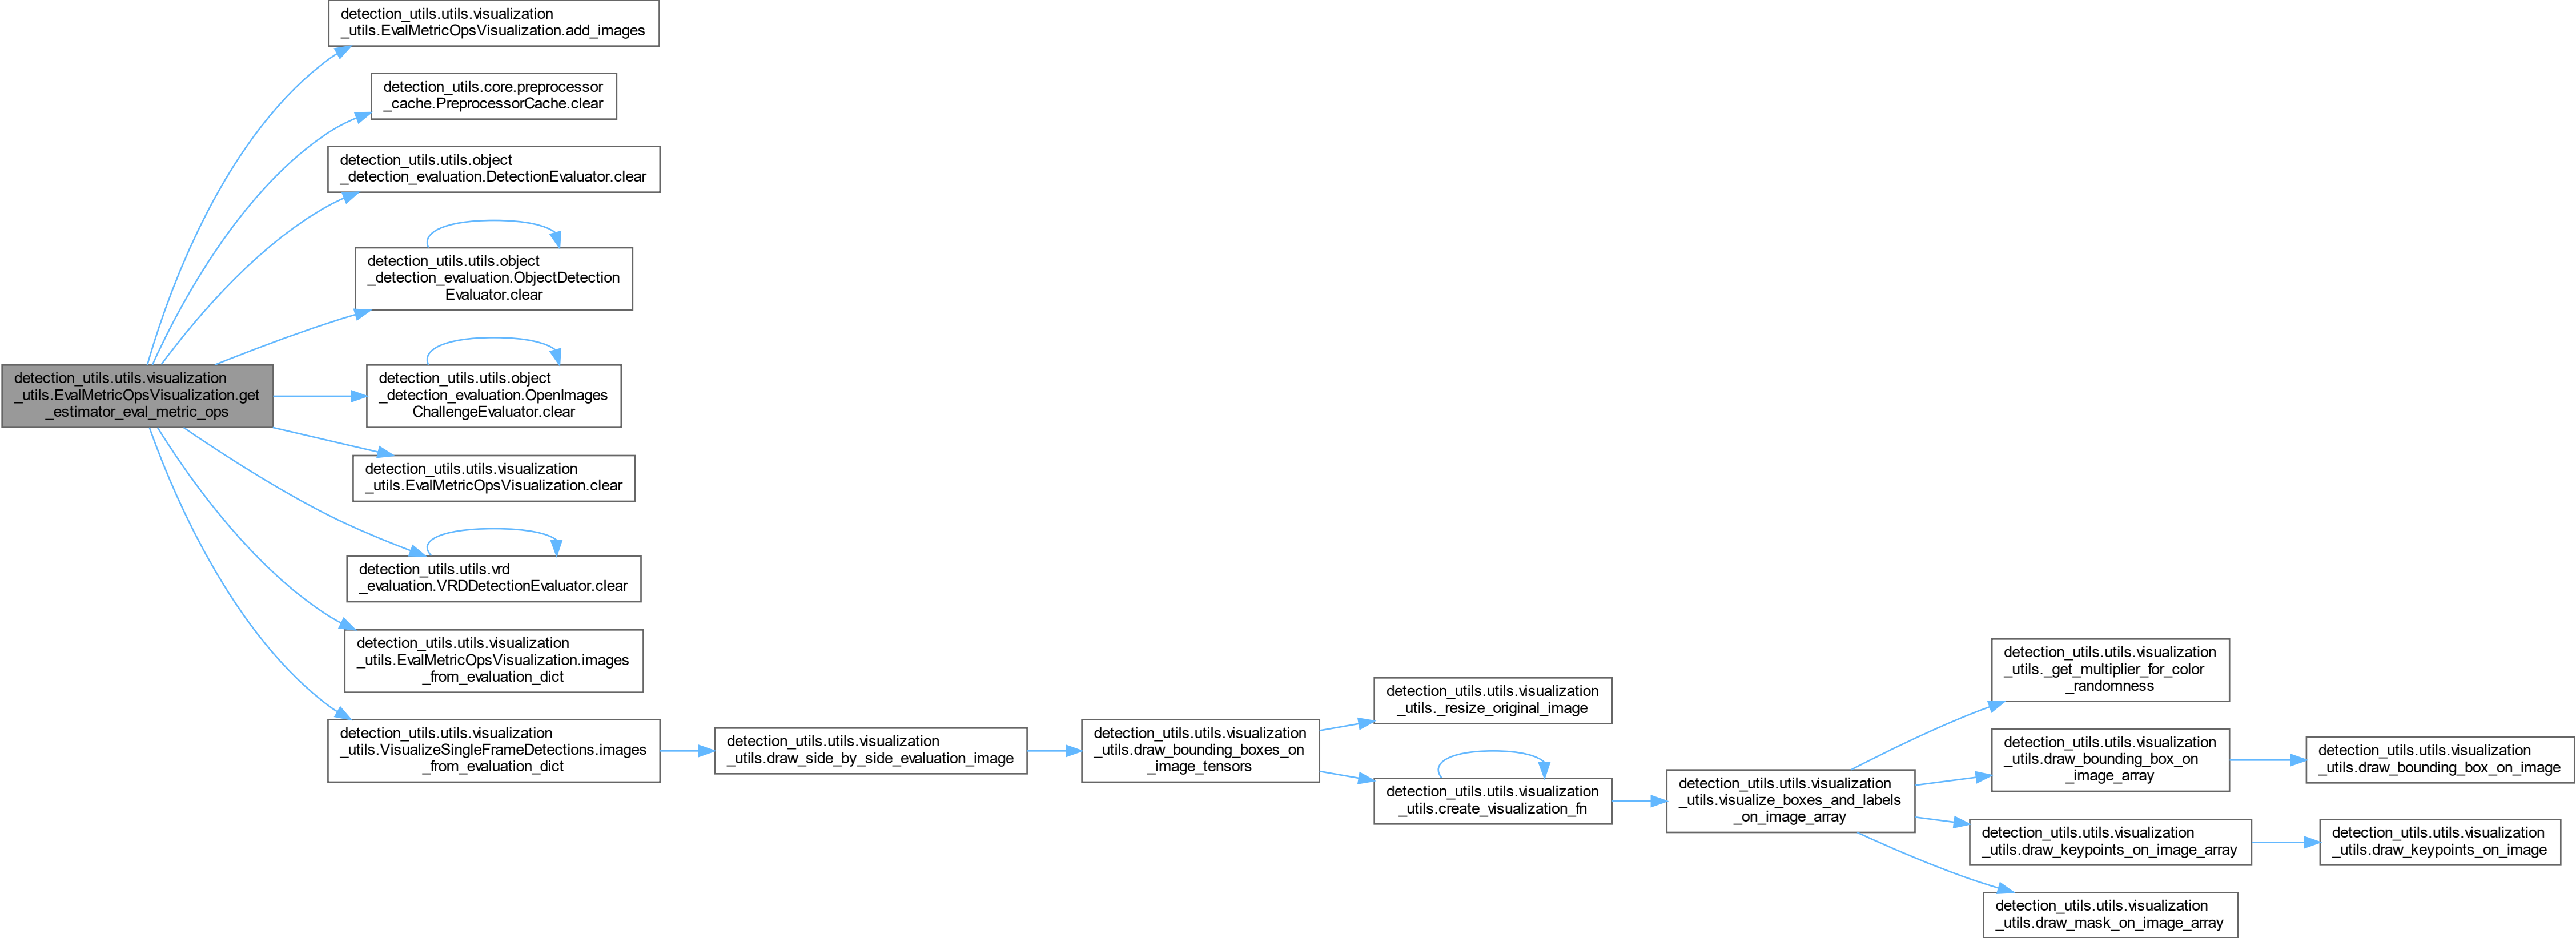 detection_utils.utils.visualization
_utils.EvalMetricOpsVisualization.add_images
detection_utils.core.preprocessor
_cache.PreprocessorCache.clear
detection_utils.utils.object
_detection_evaluation.DetectionEvaluator.clear
detection_utils.utils.object
_detection_evaluation.ObjectDetection
Evaluator.clear
detection_utils.utils.visualization
_utils.EvalMetricOpsVisualization.get
_estimator_eval_metric_ops
detection_utils.utils.object
_detection_evaluation.OpenImages
ChallengeEvaluator.clear
detection_utils.utils.visualization
_utils.EvalMetricOpsVisualization.clear
detection_utils.utils.vrd
_evaluation.VRDDetectionEvaluator.clear
detection_utils.utils.visualization
_utils.EvalMetricOpsVisualization.images
_from_evaluation_dict
detection_utils.utils.visualization
_utils.VisualizeSingleFrameDetections.images
_from_evaluation_dict
detection_utils.utils.visualization
_utils.draw_side_by_side_evaluation_image
detection_utils.utils.visualization
_utils.draw_bounding_boxes_on
_image_tensors
detection_utils.utils.visualization
_utils._resize_original_image
detection_utils.utils.visualization
_utils.create_visualization_fn
detection_utils.utils.visualization
_utils.visualize_boxes_and_labels
_on_image_array
detection_utils.utils.visualization
_utils._get_multiplier_for_color
_randomness
detection_utils.utils.visualization
_utils.draw_bounding_box_on
_image_array
detection_utils.utils.visualization
_utils.draw_bounding_box_on_image
detection_utils.utils.visualization
_utils.draw_keypoints_on_image_array
detection_utils.utils.visualization
_utils.draw_keypoints_on_image
detection_utils.utils.visualization
_utils.draw_mask_on_image_array